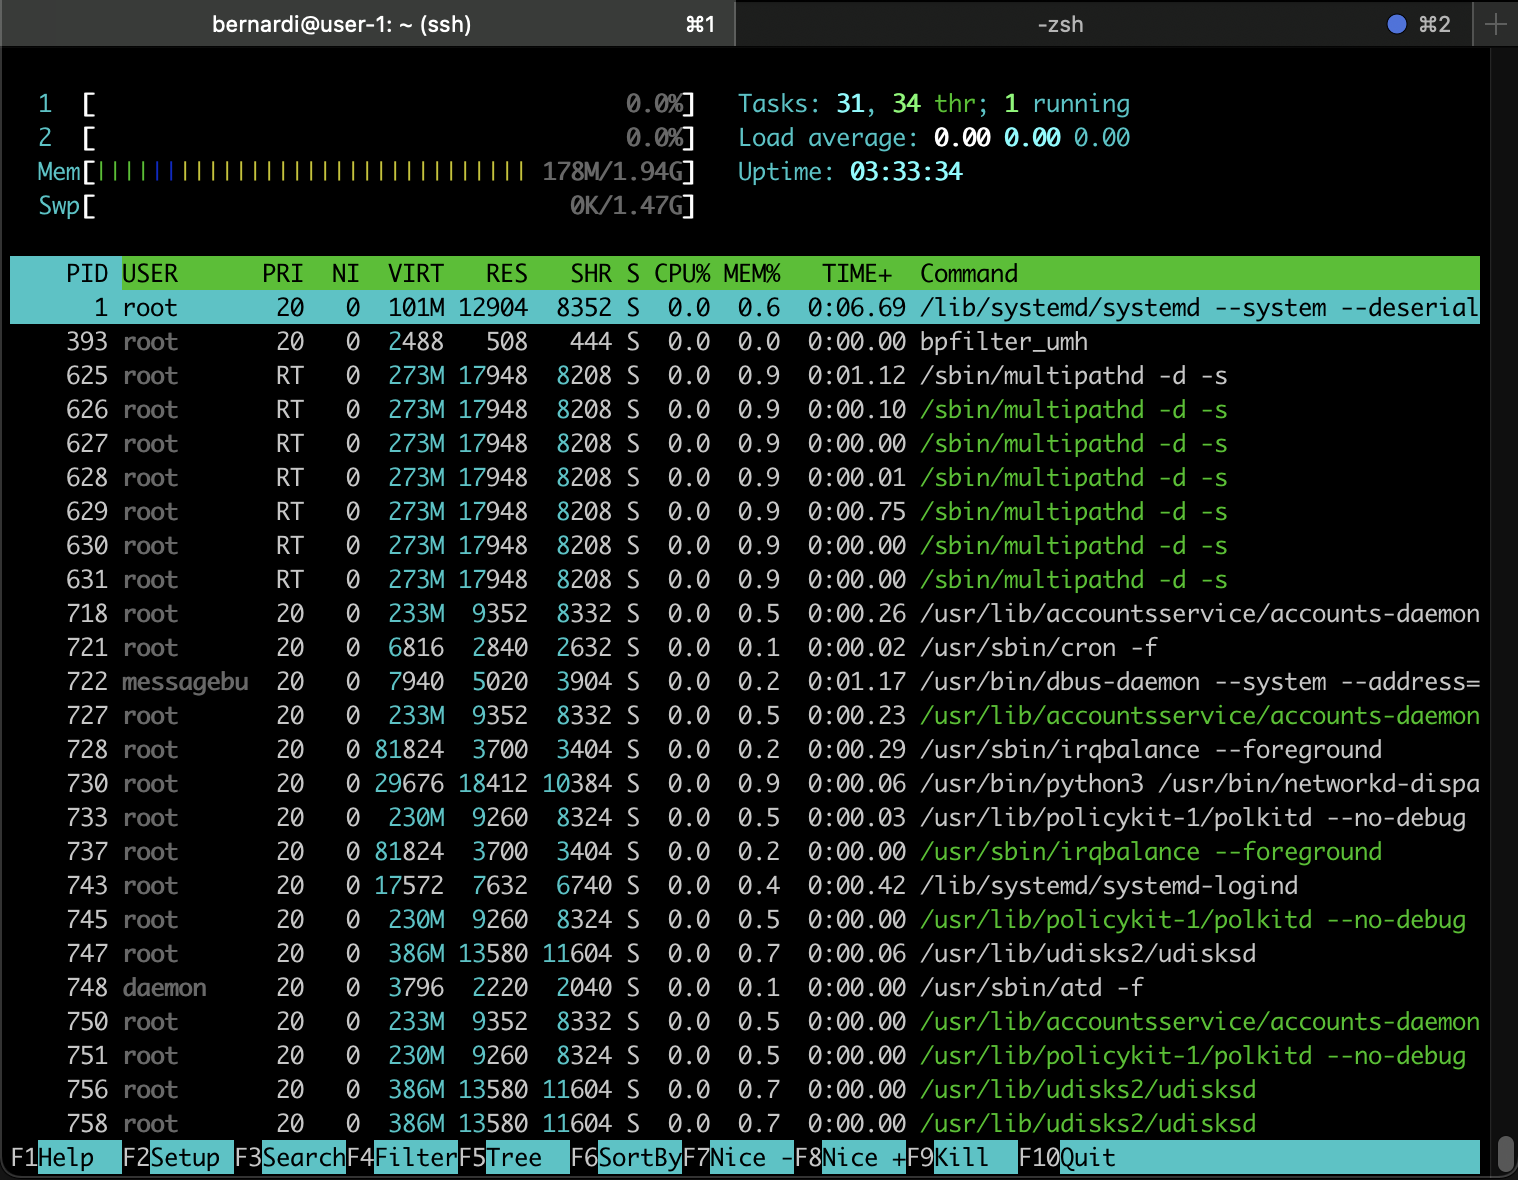 bernardi@user-1: ~ (ssh) ⌘1 -zsh ⌘2 +
1 [ 0.0%] Tasks: 31, 34 thr; 1 running
2 [ 0.0%] Load average: 0.00 0.00 0.00
Mem[||||||||||||||||||||||||||||||| 178M/1.94G] Uptime: 03:33:34
Swp[ 0K/1.47G]
PID USER PRI NI VIRT RES SHR S CPU% MEM% TIME+ Command
1 root 20 0 101M 12904 8352 S 0.0 0.6 0:06.69 /lib/systemd/systemd --system --deserial
393 root 20 0 2488 508 444 S 0.0 0.0 0:00.00 bpfilter_umh
625 root RT 0 273M 17948 8208 S 0.0 0.9 0:01.12 /sbin/multipathd -d -s
626 root RT 0 273M 17948 8208 S 0.0 0.9 0:00.10 /sbin/multipathd -d -s
627 root RT 0 273M 17948 8208 S 0.0 0.9 0:00.00 /sbin/multipathd -d -s
628 root RT 0 273M 17948 8208 S 0.0 0.9 0:00.01 /sbin/multipathd -d -s
629 root RT 0 273M 17948 8208 S 0.0 0.9 0:00.75 /sbin/multipathd -d -s
630 root RT 0 273M 17948 8208 S 0.0 0.9 0:00.00 /sbin/multipathd -d -s
631 root RT 0 273M 17948 8208 S 0.0 0.9 0:00.00 /sbin/multipathd -d -s
718 root 20 0 233M 9352 8332 S 0.0 0.5 0:00.26 /usr/lib/accountsservice/accounts-daemon
721 root 20 0 6816 2840 2632 S 0.0 0.1 0:00.02 /usr/sbin/cron -f
722 messagebu 20 0 7940 5020 3904 S 0.0 0.2 0:01.17 /usr/bin/dbus-daemon --system --address=
727 root 20 0 233M 9352 8332 S 0.0 0.5 0:00.23 /usr/lib/accountsservice/accounts-daemon
728 root 20 0 81824 3700 3404 S 0.0 0.2 0:00.29 /usr/sbin/irqbalance --foreground
730 root 20 0 29676 18412 10384 S 0.0 0.9 0:00.06 /usr/bin/python3 /usr/bin/networkd-dispa
733 root 20 0 230M 9260 8324 S 0.0 0.5 0:00.03 /usr/lib/policykit-1/polkitd --no-debug
737 root 20 0 81824 3700 3404 S 0.0 0.2 0:00.00 /usr/sbin/irqbalance --foreground
743 root 20 0 17572 7632 6740 S 0.0 0.4 0:00.42 /lib/systemd/systemd-logind
745 root 20 0 230M 9260 8324 S 0.0 0.5 0:00.00 /usr/lib/policykit-1/polkitd --no-debug
747 root 20 0 386M 13580 11604 S 0.0 0.7 0:00.06 /usr/lib/udisks2/udisksd
748 daemon 20 0 3796 2220 2040 S 0.0 0.1 0:00.00 /usr/sbin/atd -f
750 root 20 0 233M 9352 8332 S 0.0 0.5 0:00.00 /usr/lib/accountsservice/accounts-daemon
751 root 20 0 230M 9260 8324 S 0.0 0.5 0:00.00 /usr/lib/policykit-1/polkitd --no-debug
756 root 20 0 386M 13580 11604 S 0.0 0.7 0:00.00 /usr/lib/udisks2/udisksd
758 root 20 0 386M 13580 11604 S 0.0 0.7 0:00.00 /usr/lib/udisks2/udisksd
F1Help F2Setup F3SearchF4FilterF5Tree F6SortByF7Nice -F8Nice +F9Kill F10Quit